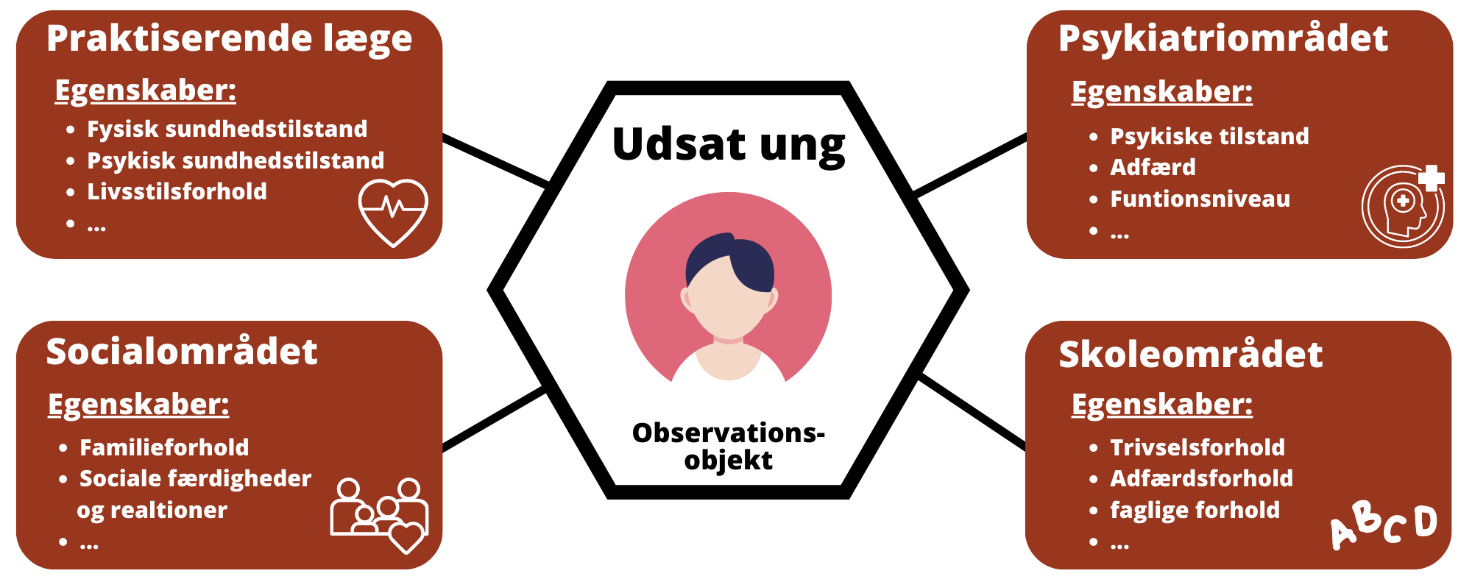 Praktiserende læge
Egenskaber:
• Fysisk sundhedstilstand
• Psykisk sundhedstilstand
• Livsstilsforhold
• ...
Udsat ung
Observations-
objekt
Psykiatriområdet
Egenskaber:
• Psykiske tilstand
• Adfærd
• Funtionsniveau
• ...
Socialområdet
Egenskaber:
• Familieforhold
• Sociale færdigheder
og realtioner
• ...
Skoleområdet
Egenskaber:
• Trivselsforhold
• Adfærdsforhold
• faglige forhold
• ...
ABCD